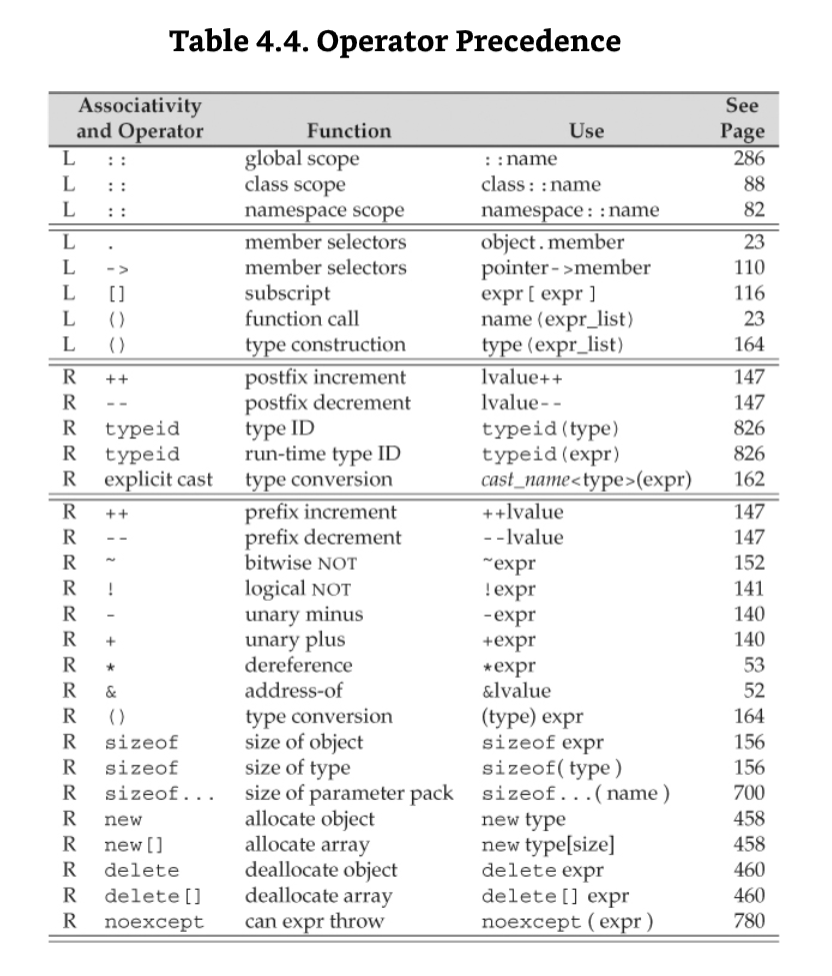 Table 4.4. Operator Precedence
Associativity See
and Operator Function Use Page
L :: global scope ::name 286
L :: class scope class::name 88
L :: namespace scope namespace::name 82
L . member selectors object.member 23
L -> member selectors pointer->member 110
L [] subscript expr[ expr ] 116
L () function call name(expr_list) 23
L () type construction type(expr_list) 164
R ++ postfix increment lvalue++ 147
R -- postfix decrement lvalue-- 147
R typeid type ID typeid(type) 826
R typeid run-time type ID typeid(expr) 826
R explicit cast type conversion cast_name<type>(expr) 162
R ++ prefix increment ++lvalue 147
R -- prefix decrement --lvalue 147
R ~ bitwise NOT ~expr 152
R ! logical NOT !expr 141
R - unary minus -expr 140
R + unary plus +expr 140
R * dereference *expr 53
R & address-of &lvalue 52
R () type conversion (type) expr 164
R sizeof size of object sizeof expr 156
R sizeof size of type sizeof( type ) 156
R sizeof... size of parameter pack sizeof...( name ) 700
R new allocate object new type 458
R new[] allocate array new type[size] 458
R delete deallocate object delete expr 460
R delete[] deallocate array delete[] expr 460
R noexcept can expr throw noexcept ( expr ) 780